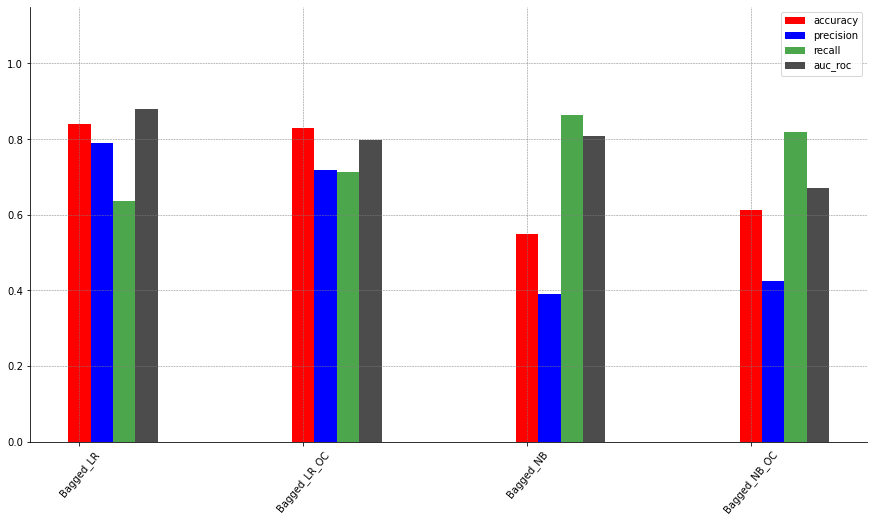 accuracy
precision
recall
auc_roc
1.0
0.8
0.6
0.4
0.2
0.0
Bagged_LR
Bagged_LR_OC
Bagged_NB
Bagged_NB_OC